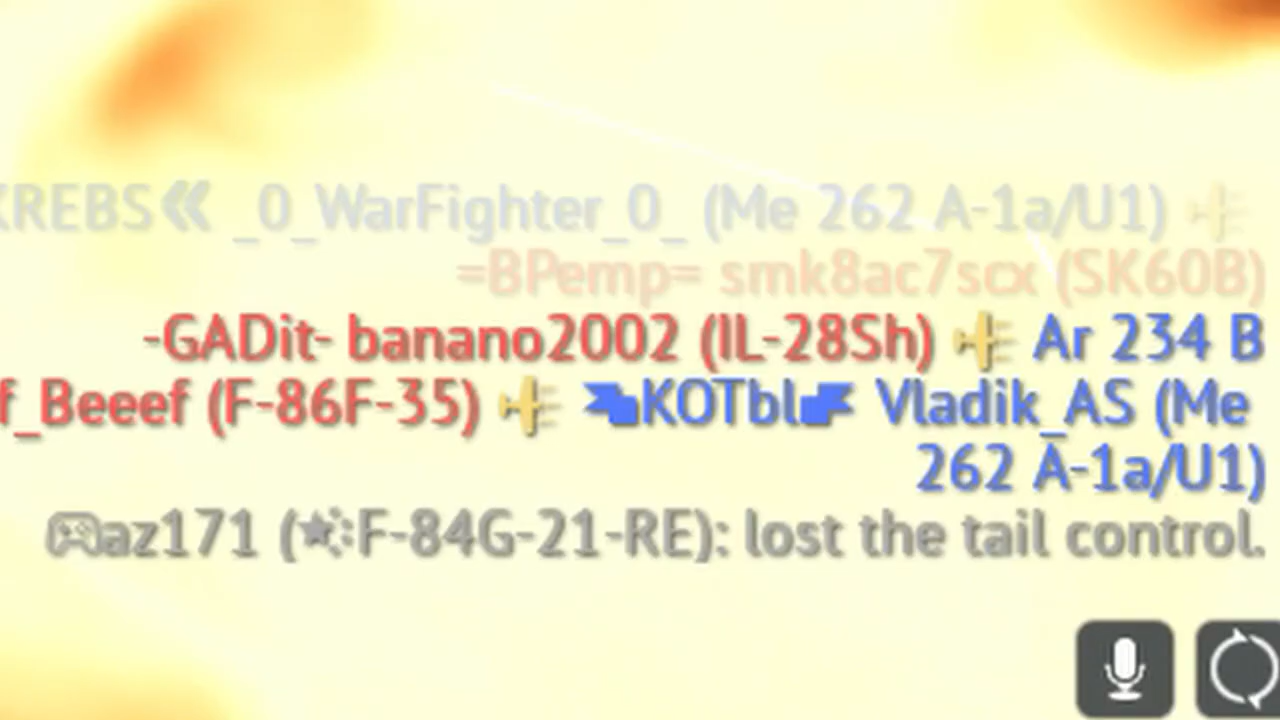 KREBS« _0_WarFighter_0_ (Me 262 A-1a/U1)
=BPemp= smk8ac7scx (SK60B)
-GADit- banano2002 (IL-28Sh) Ar 234 B
f_Beeef (F-86F-35) KOTbl Vladik_AS (Me
262 A-1a/U1)
az171 (F-84G-21-RE): lost the tail control.